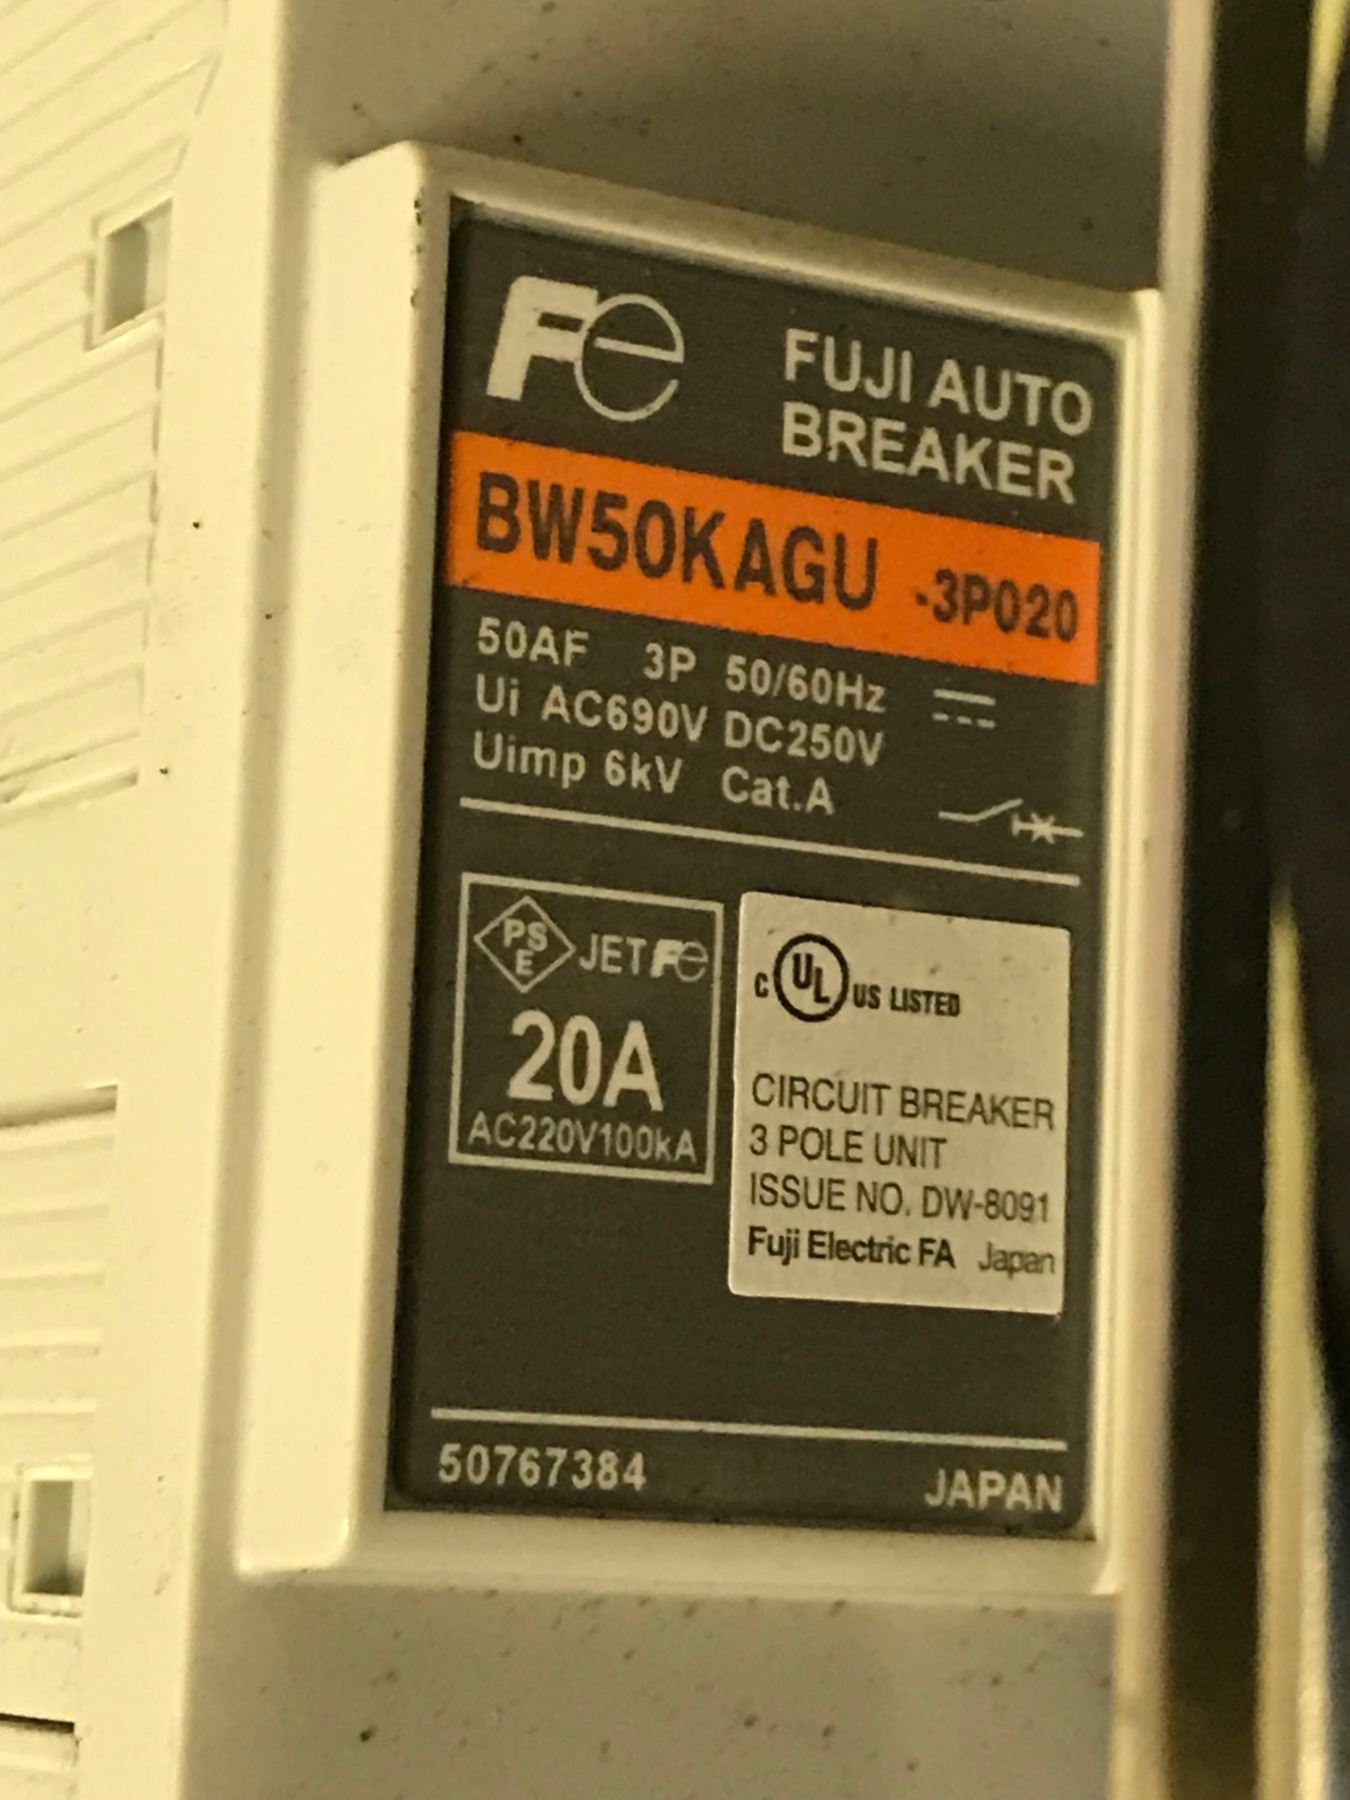 Fe
FUJI AUTO
BREAKER
BW50KAGU -3P020
50AF 3P 50/60Hz
Ui AC690V DC250V
Uimp 6kV Cat.A
PS
E
JET Fe
20A
AC220V100kA
C UL US LISTED
CIRCUIT BREAKER
3 POLE UNIT
ISSUE NO. DW-8091
Fuji Electric FA Japan
50767384
JAPAN